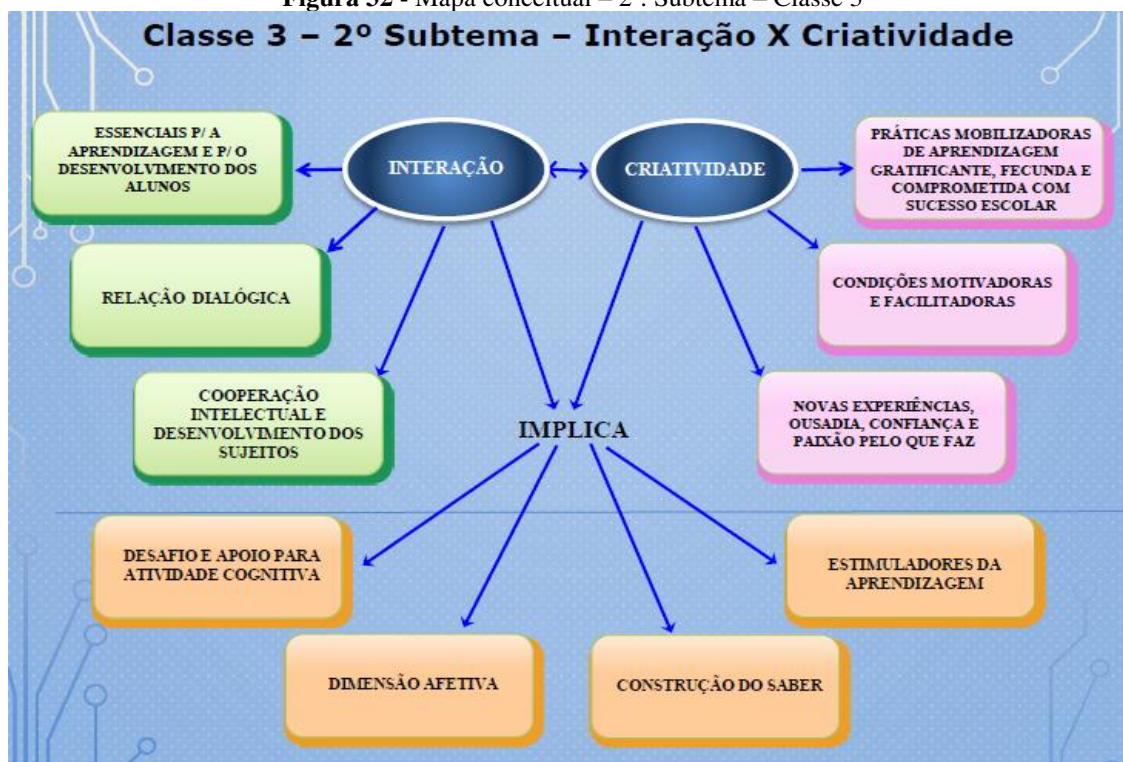 Figura 32 - Mapa conceitual – 2º. Subtema – Classe 3
Classe 3 – 2º Subtema – Interação X Criatividade
ESSENCIAIS P/ A
APRENDIZAGEM E P/ O
DESENVOLVIMENTO DOS
ALUNOS
INTERAÇÃO
CRIATIVIDADE
PRÁTICAS MOBILIZADORAS
DE APRENDIZAGEM
GRATIFICANTE, FECUNDA E
COMPROMETIDA COM
SUCESSO ESCOLAR
RELAÇÃO DIALÓGICA
CONDIÇÕES MOTIVADORAS
E FACILITADORAS
COOPERAÇÃO
INTELECTUAL E
DESENVOLVIMENTO DOS
SUJEITOS
IMPLICA
NOVAS EXPERIÊNCIAS,
OUSADIA, CONFIANÇA E
PAIXÃO PELO QUE FAZ
DESAFIO E APOIO PARA
ATIVIDADE COGNITIVA
ESTIMULADORES DA
APRENDIZAGEM
DIMENSÃO AFETIVA
CONSTRUÇÃO DO SABER